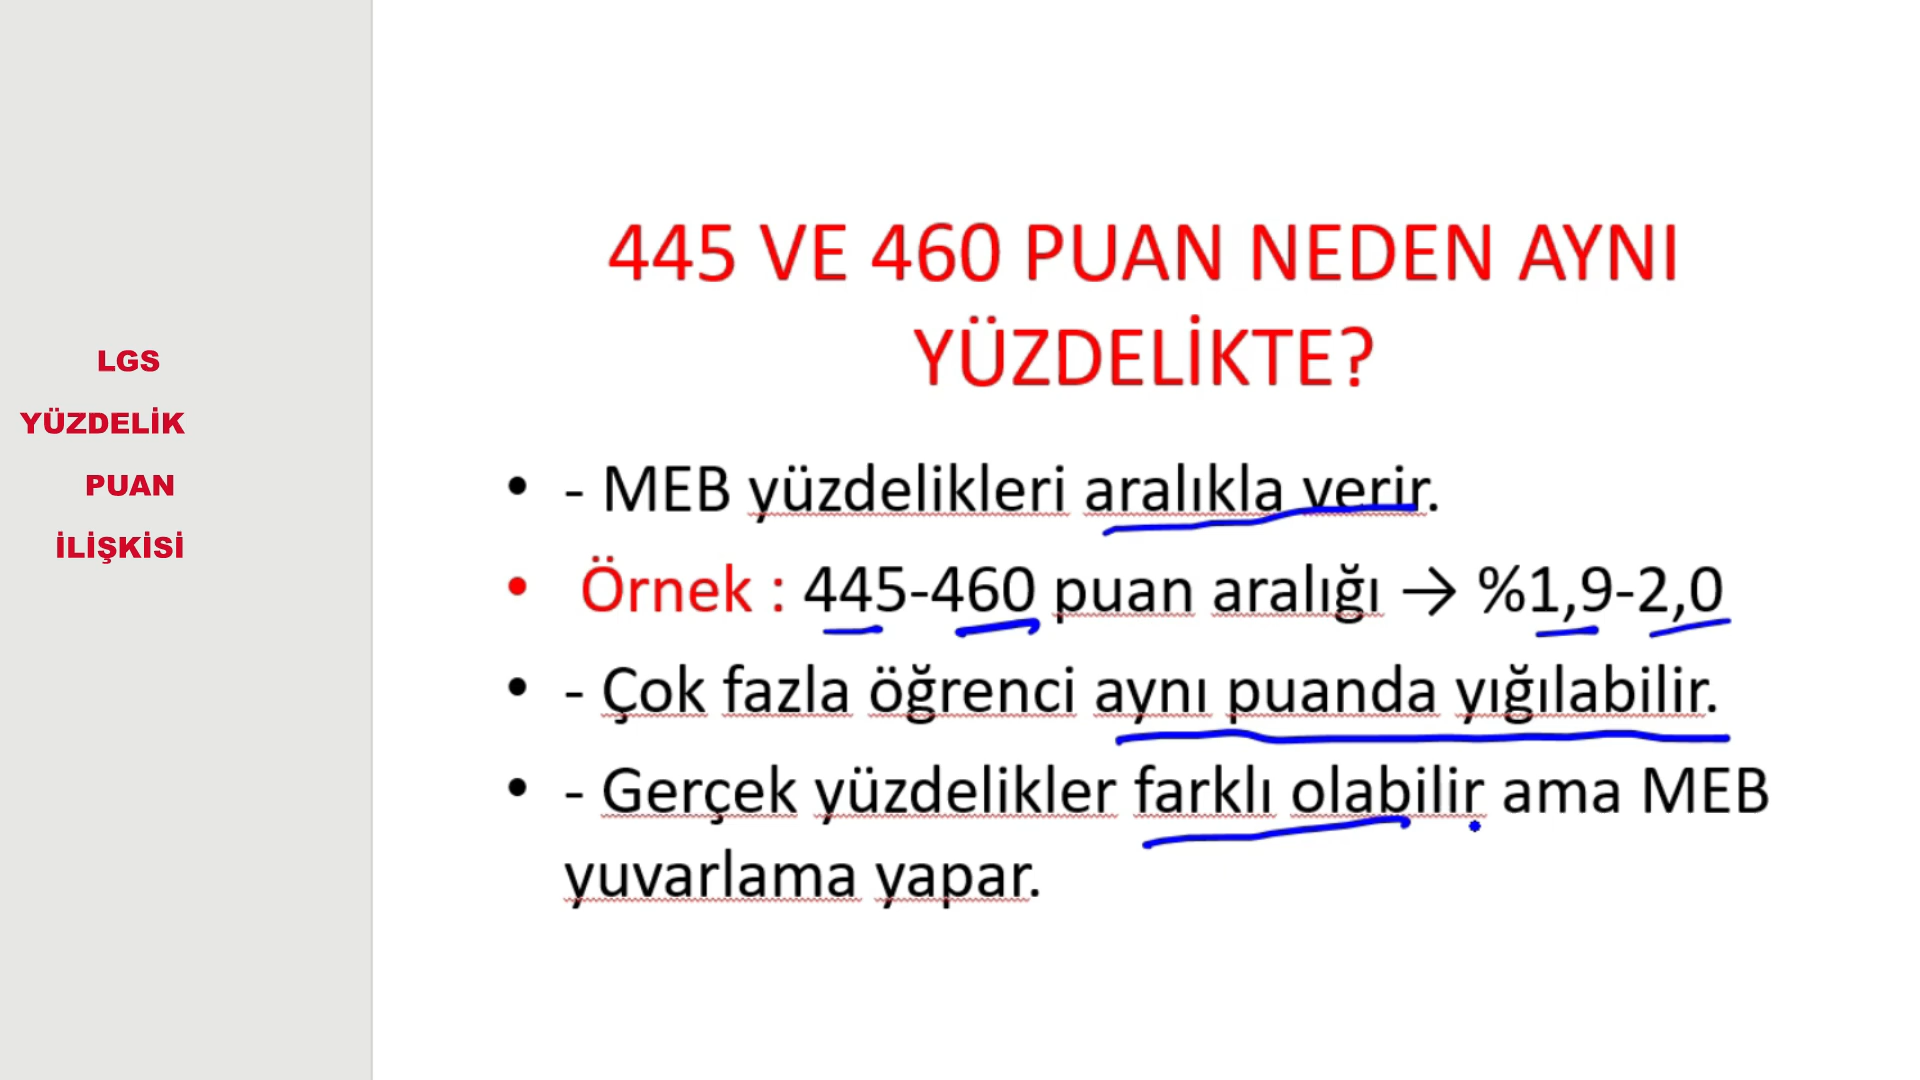 LGS
YÜZDELİK
PUAN
İLİŞKİSİ
445 VE 460 PUAN NEDEN AYNI
YÜZDELİKTE?
• - MEB yüzdelikleri aralıkla verir.
• Örnek : 445-460 puan aralığı → %1,9-2,0
• - Çok fazla öğrenci aynı puanda yığılabilir.
• - Gerçek yüzdelikler farklı olabilir ama MEB
yuvarlama yapar.